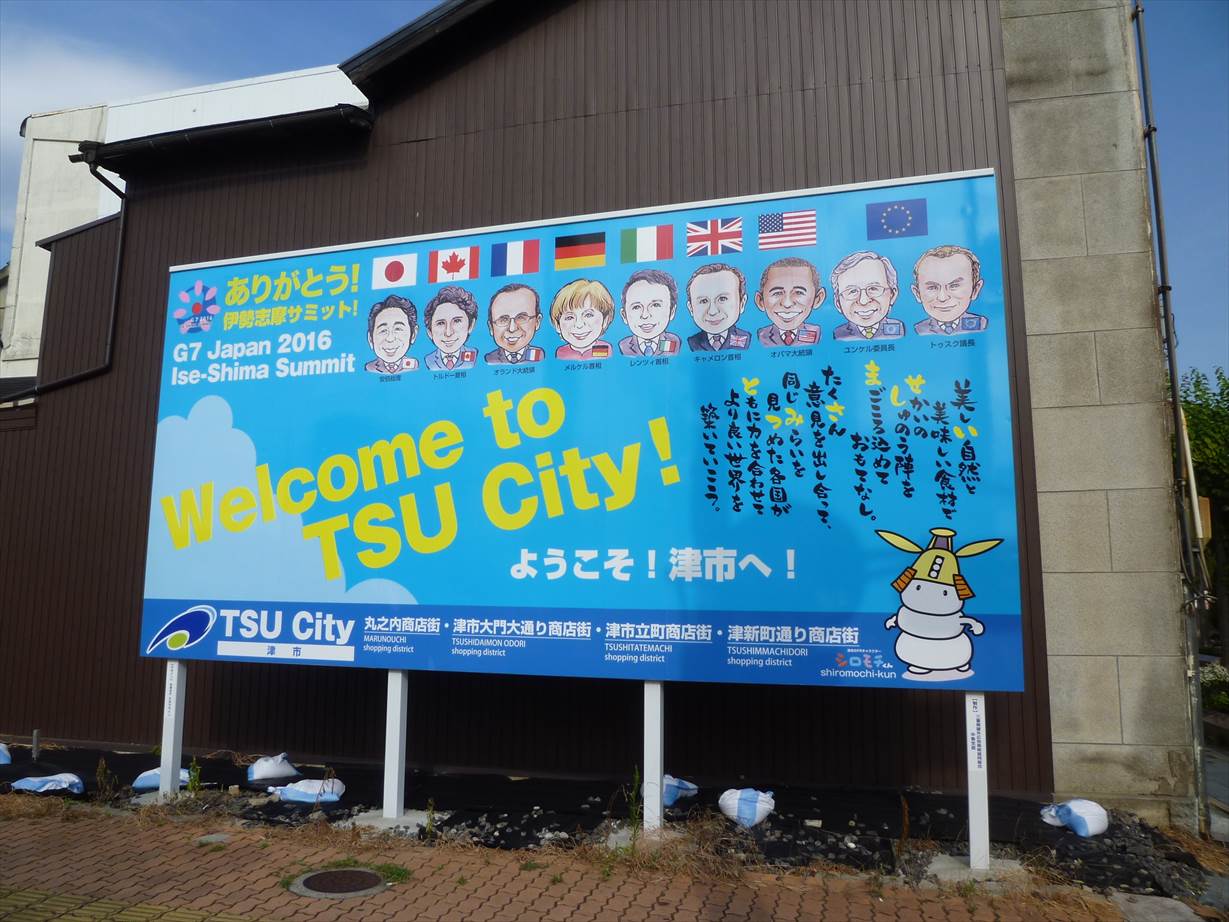 ありがとう!
伊勢志摩サミット!
G7 Japan 2016
Ise-Shima Summit
安倍総理
トルドー首相
オランド大統領
メルケル首相
レンツィ首相
キャメロン首相
オバマ大統領
ユンケル委員長
トゥスク議長
Welcome to
TSU City!
ようこそ!津市へ!
美しい自然と
美味しい食材で
せかいの
しゅのう陣を
まごころ込めて
おもてなし。
たくさん
意見を出し合って、
同じみらいを
見つめた各国が
ともに力を合わせて
より良い世界を
築いていこう。
TSU City
津市
丸之内商店街・津市大門大通り商店街・津市立町商店街・津新町通り商店街
MARUNOUCHI
shopping district
TSUSHIDAIMON ODORI
shopping district
TSUSHITATEMACHI
shopping district
TSUSHIMMACHIDORI
shopping district
シロモチくん
shiromochi-kun